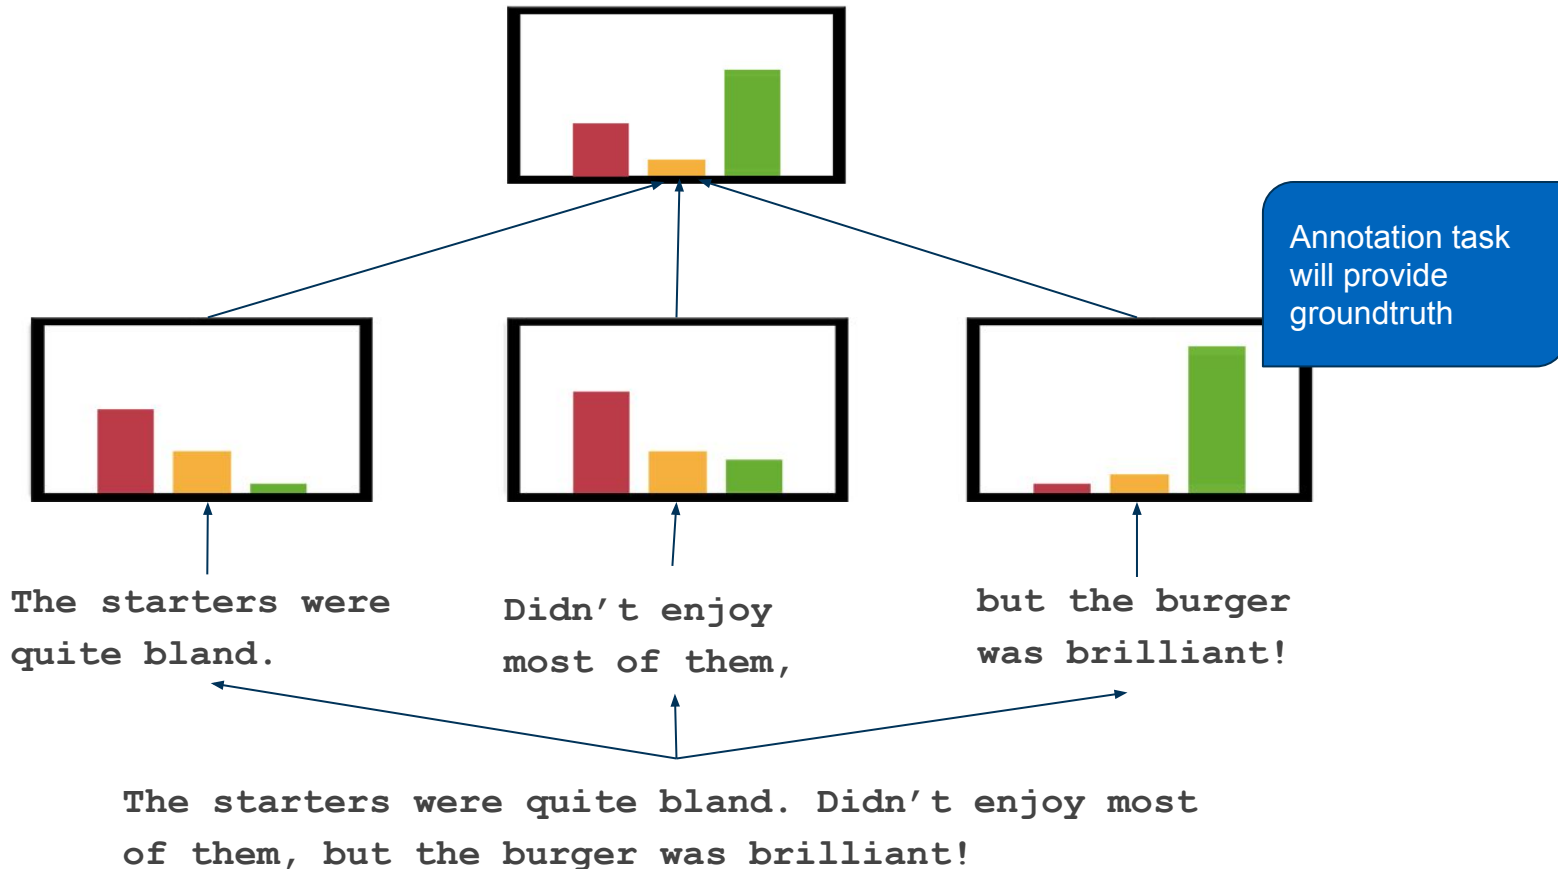 Annotation task
will provide
groundtruth
The starters were
quite bland.
Didn’t enjoy
most of them,
but the burger
was brilliant!
The starters were quite bland. Didn’t enjoy most
of them, but the burger was brilliant!